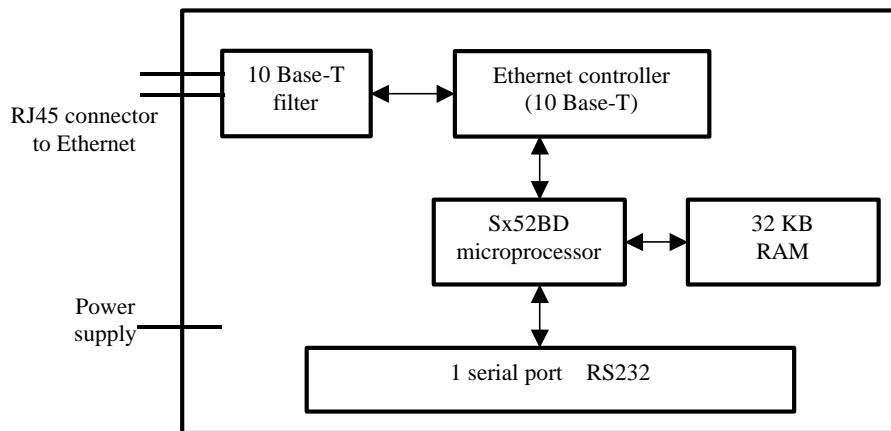 10 Base-T
filter
Ethernet controller
(10 Base-T)
RJ45 connector
to Ethernet
Sx52BD
microprocessor
32 KB
RAM
Power
supply
1 serial port RS232